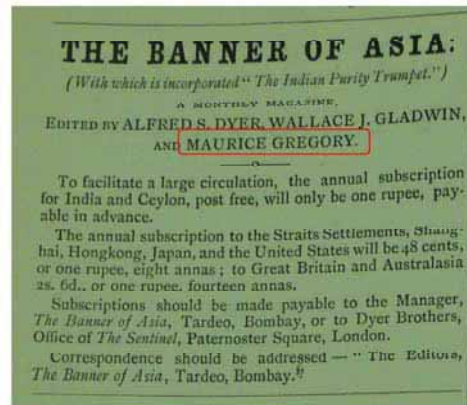 THE BANNER OF ASIA:
(With which is incorporated "The Indian Purity Trumpet.")
A MONTHLY MAGAZINE,
EDITED BY ALFRED S. DYER, WALLACE J. GLADWIN,
AND MAURICE GREGORY.
To facilitate a large circulation, the annual subscription
for India and Ceylon, post free, will only be one rupee, pay-
able in advance.
The annual subscription to the Straits Settlements, Shang-
hai, Hongkong, Japan, and the United States will be 48 cents,
or one rupee, eight annas; to Great Britain and Australasia
2s. 6d., or one rupee, fourteen annas.
Subscriptions should be made payable to the Manager,
The Banner of Asia, Tardeo, Bombay, or to Dyer Brothers,
Office of The Sentinel, Paternoster Square, London.
Correspondence should be addressed — "The Editors,
The Banner of Asia, Tardeo, Bombay."